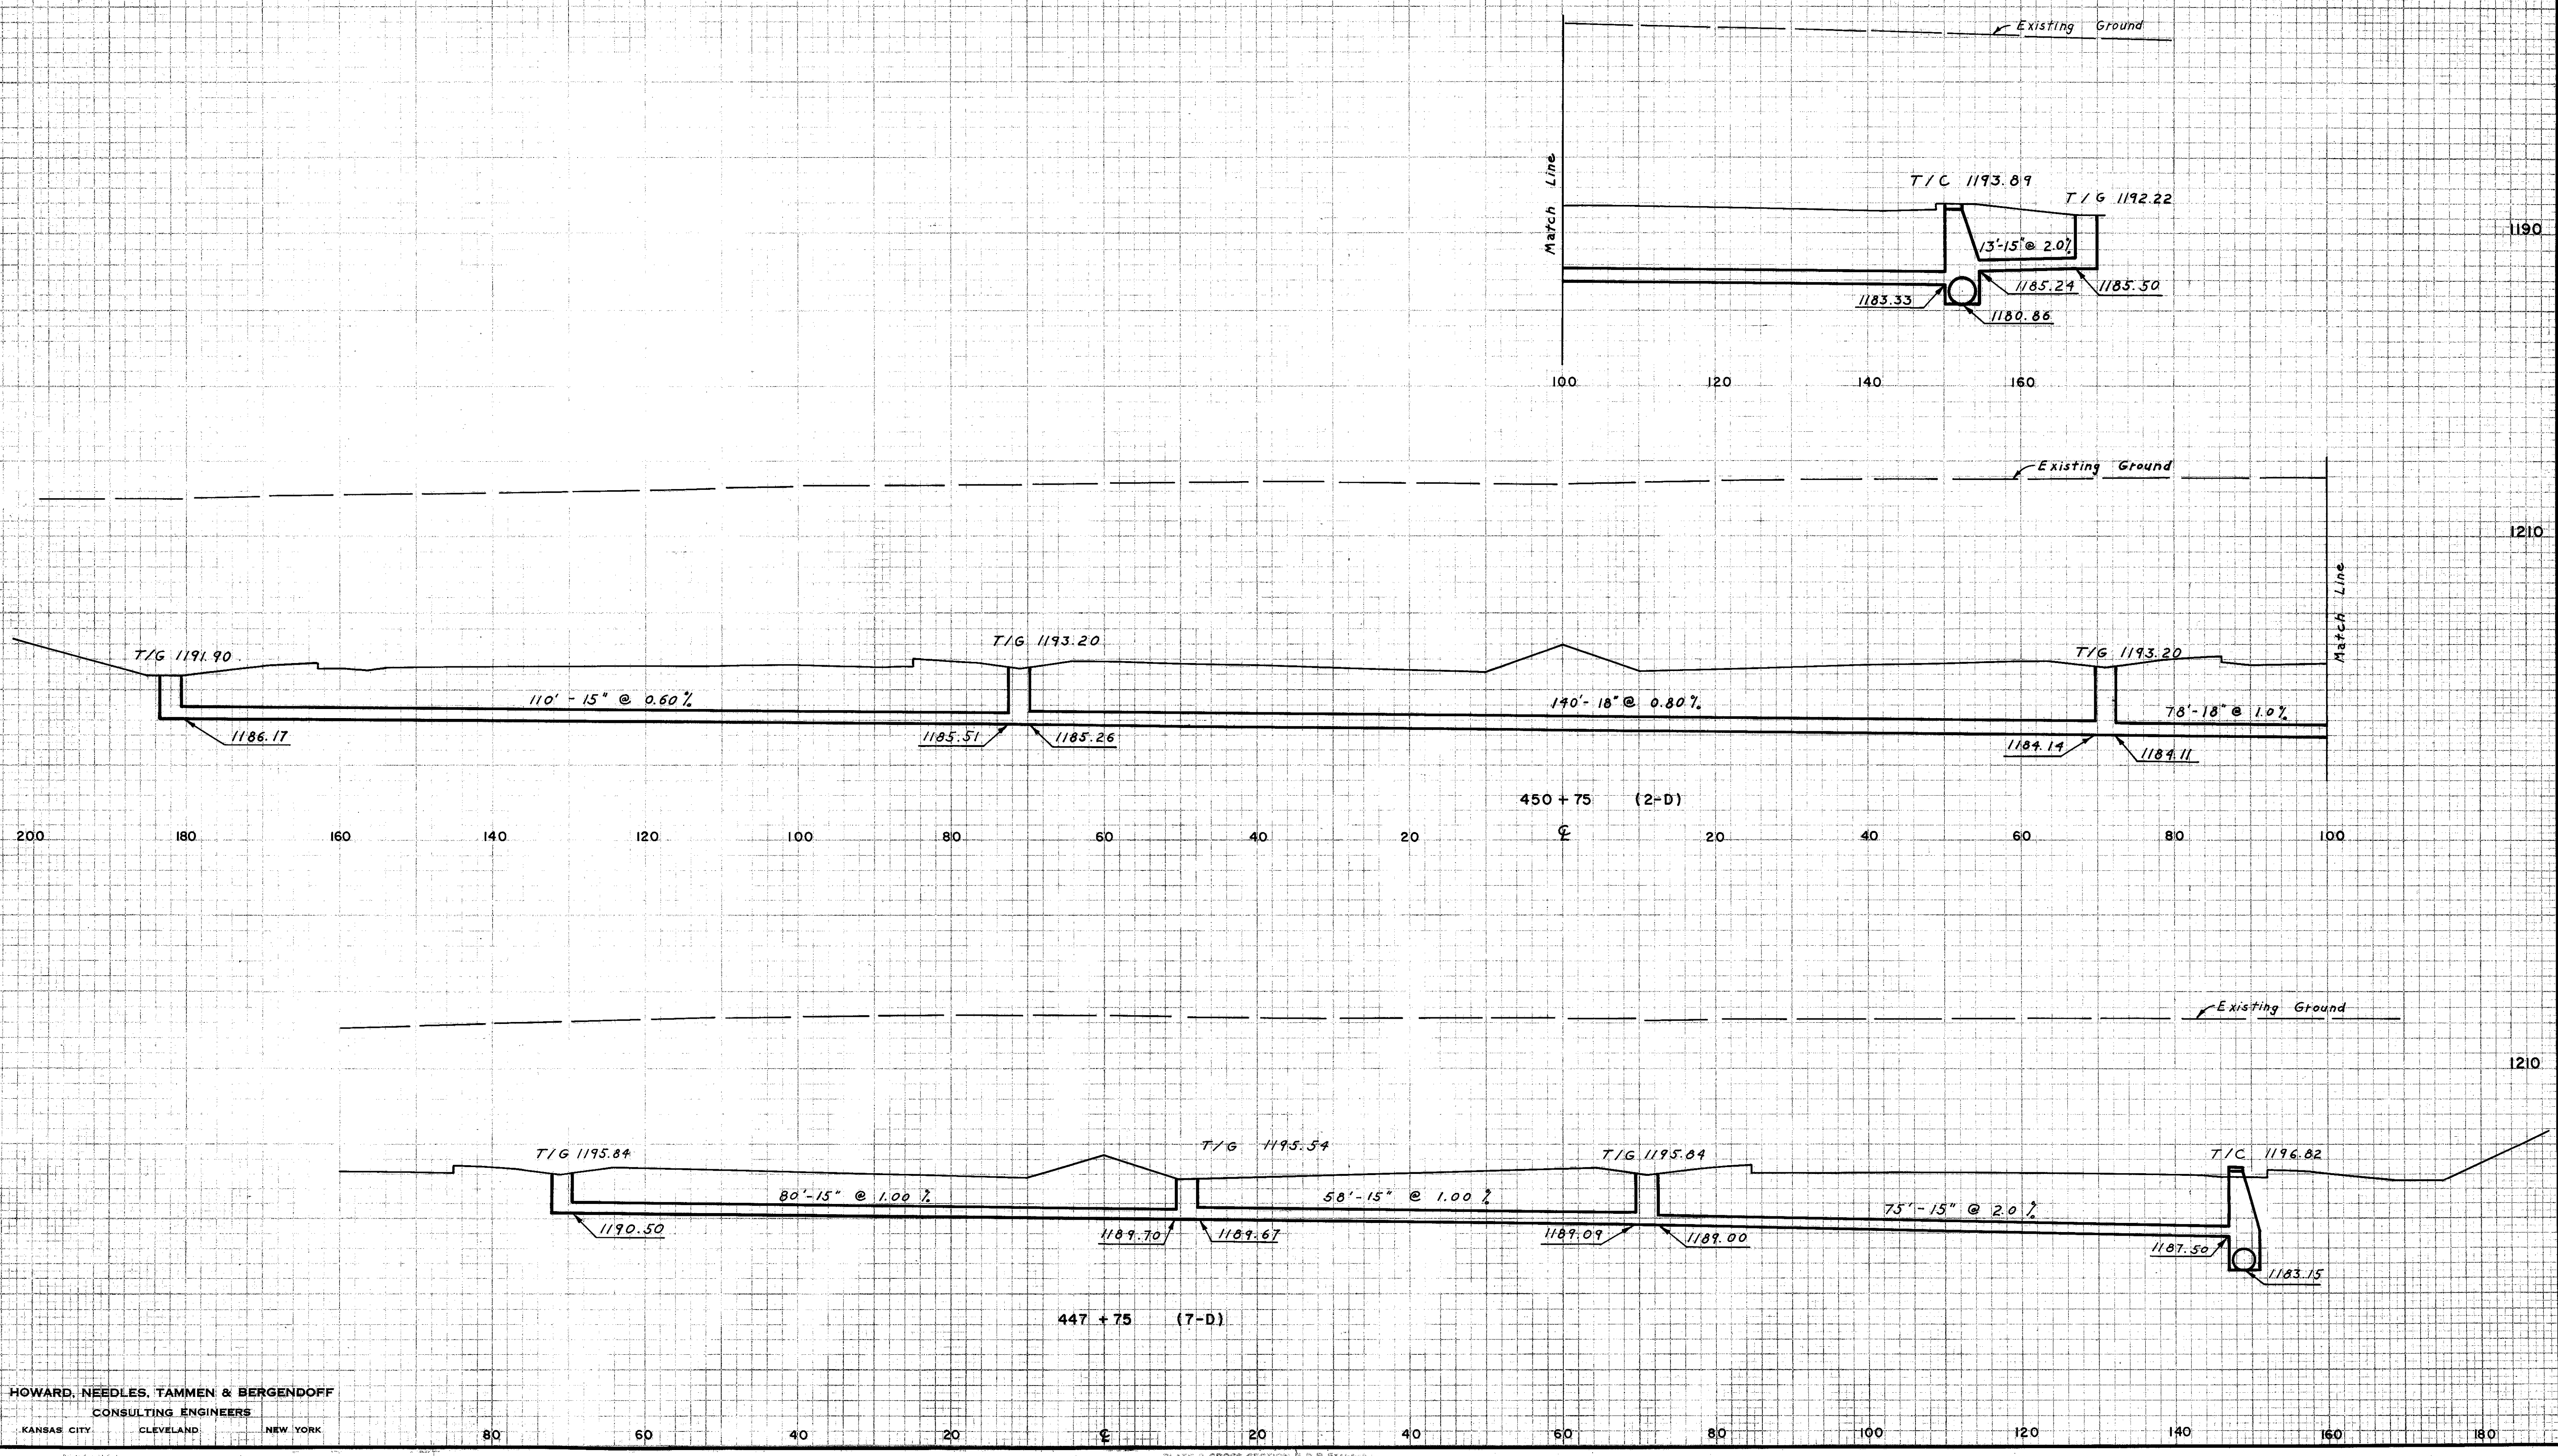 Existing Ground
Match Line
T/C 1193.89
T/G 1192.22
1190
13'-15" @ 2.0%
1183.33
1185.24
1185.50
1180.86
100 120 140 160
Existing Ground
1210
Match Line
T/G 1191.90
T/G 1193.20
T/G 1193.20
110' - 15" @ 0.60%
140' - 18" @ 0.80%
78' - 18" @ 1.0%
1186.17
1185.51
1185.26
1184.14
1184.11
450 + 75 (2-D)
200 180 160 140 120 100 80 60 40 20 ℄ 20 40 60 80 100
Existing Ground
1210
T/G 1195.84
T/G 1195.54
T/G 1195.84
T/C 1196.82
80'-15" @ 1.00 %
58'-15" @ 1.00 %
75'-15" @ 2.0 %
1190.50
1189.70
1189.67
1189.09
1189.00
1187.50
1183.15
447 + 75 (7-D)
HOWARD, NEEDLES, TAMMEN & BERGENDOFF
CONSULTING ENGINEERS
KANSAS CITY CLEVELAND NEW YORK
80 60 40 20 ℄ 20 40 60 80 100 120 140 160 180